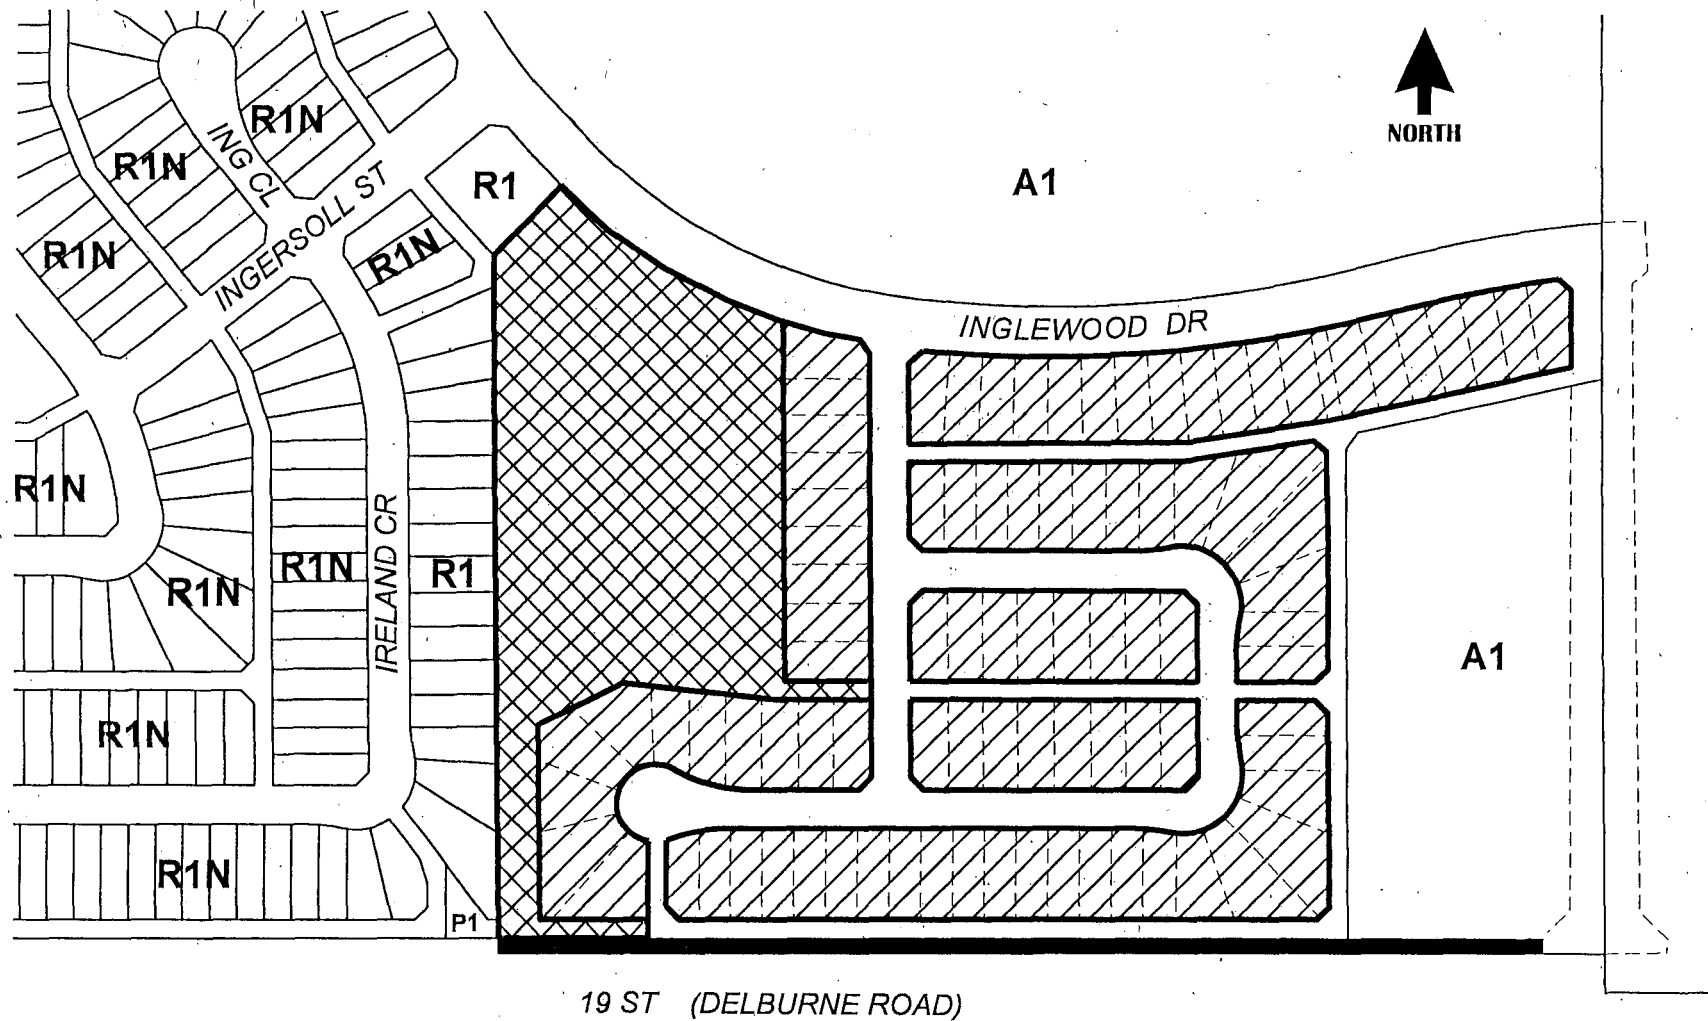 NORTH
R1N
ING CL
R1N
R1
A1
INGERSOLL ST
R1N
R1N
INGLEWOOD DR
R1N
IRELAND CR
R1N
R1
R1N
A1
R1N
R1N
P1
19 ST (DELBURNE ROAD)